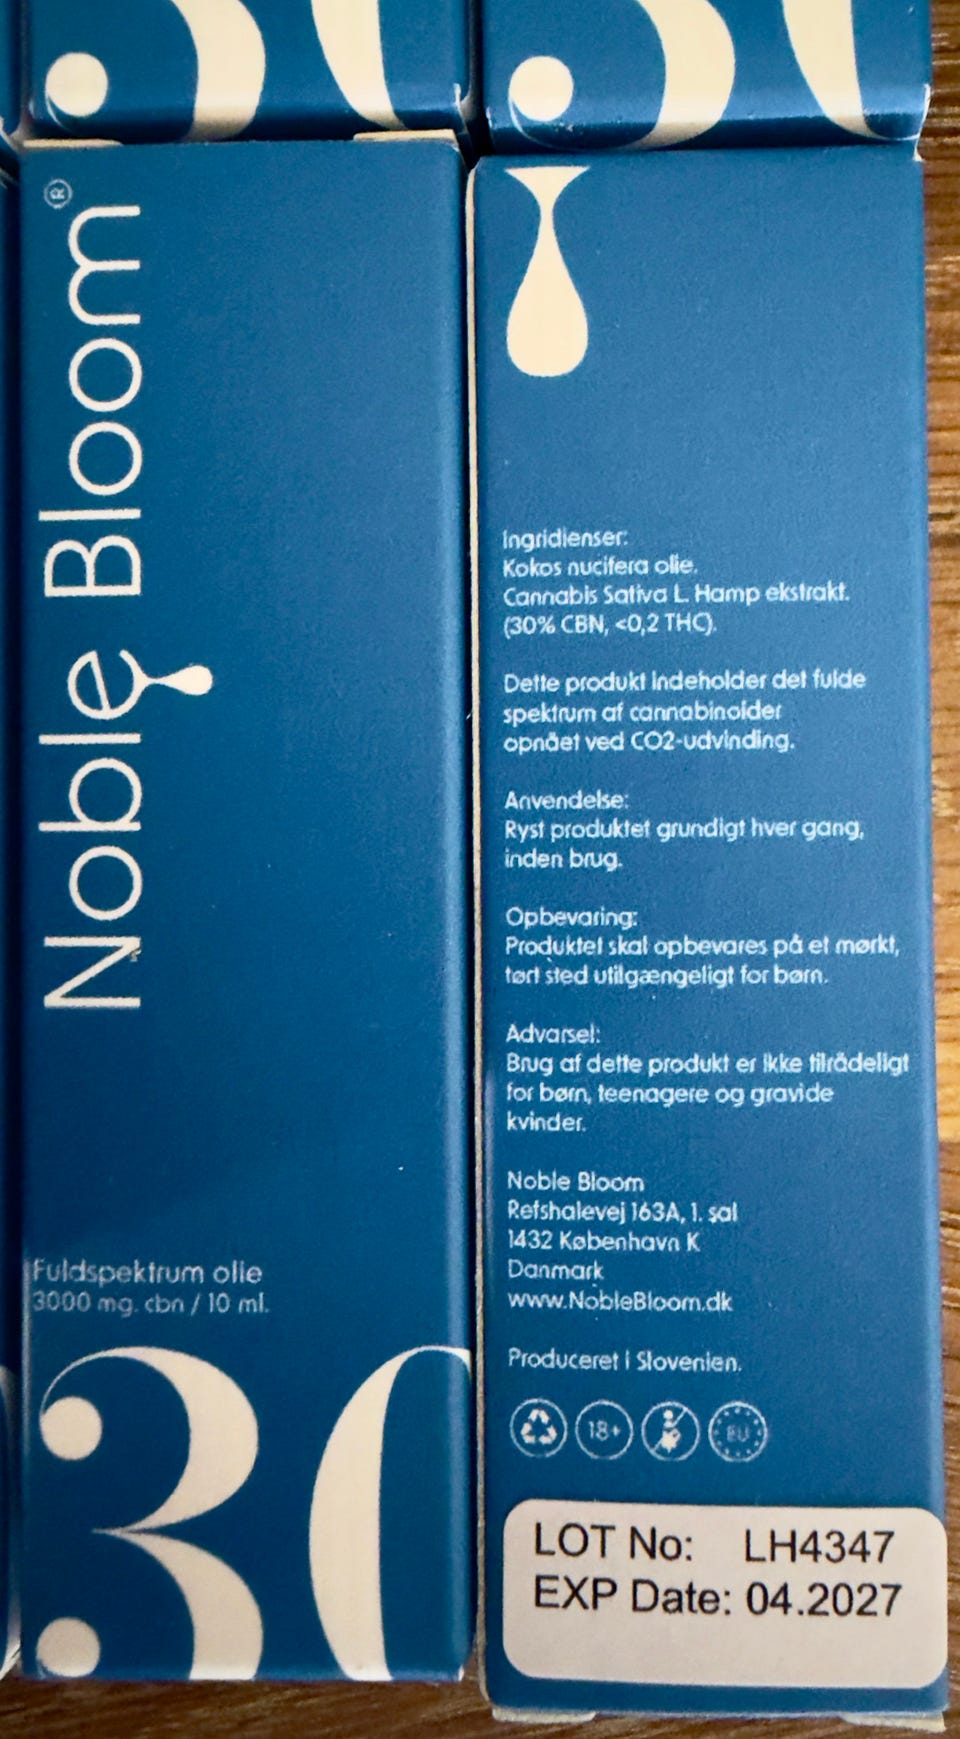 30
30
Noble Bloom®
Fuldspektrum olie
3000 mg. cbn / 10 ml.
30
Ingridienser:
Kokos nucifera olie.
Cannabis Sativa L. Hamp ekstrakt.
(30% CBN, <0,2 THC).
Dette produkt indeholder det fulde
spektrum af cannabinoider
opnået ved CO2-udvinding.
Anvendelse:
Ryst produktet grundigt hver gang,
inden brug.
Opbevaring:
Produktet skal opbevares på et mørkt,
tørt sted utilgængeligt for børn.
Advarsel:
Brug af dette produkt er ikke tilrådeligt
for børn, teenagere og gravide
kvinder.
Noble Bloom
Refshalevej 163A, 1. sal
1432 København K
Danmark
www.NobleBloom.dk
Produceret i Slovenien.
18+ EU
LOT No: LH4347
EXP Date: 04.2027